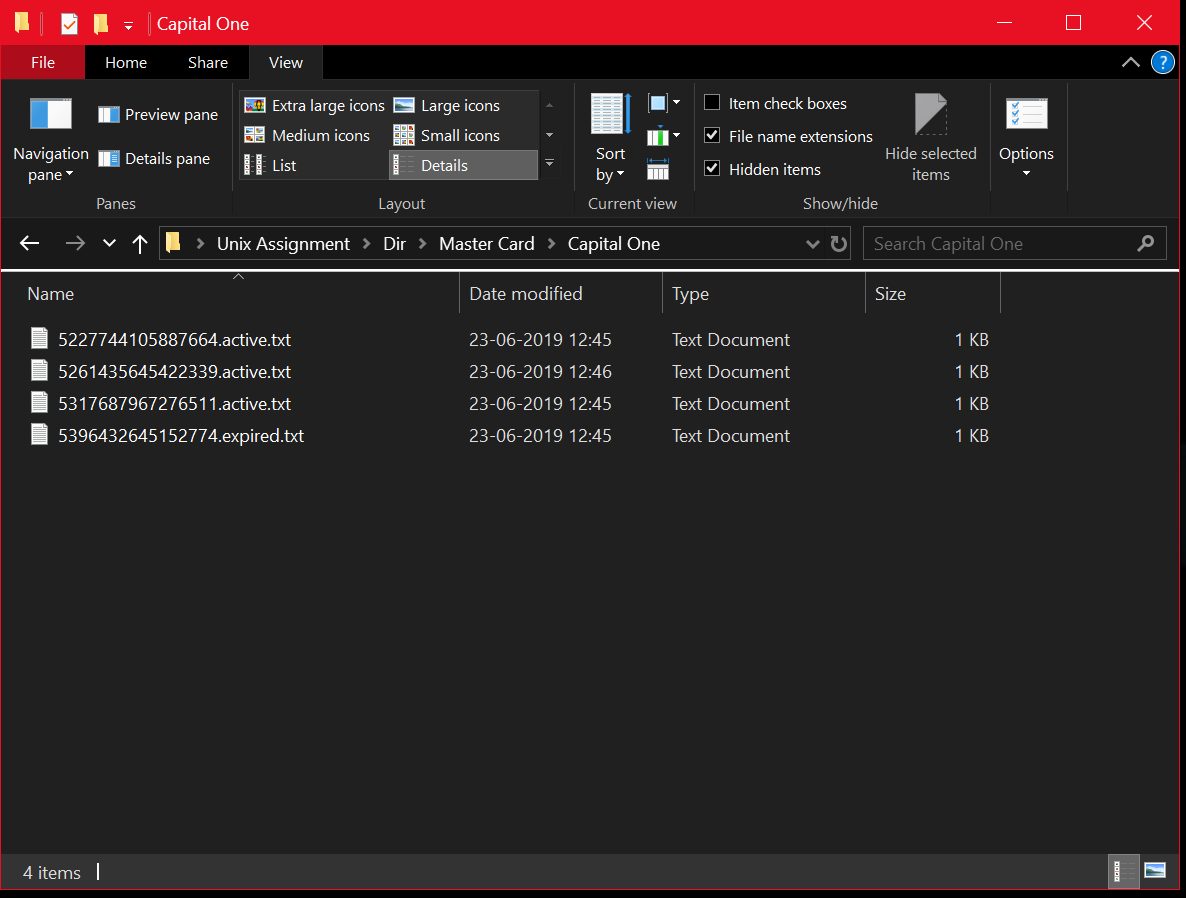 Capital One
File Home Share View
Navigation pane
Preview pane
Details pane
Panes
Extra large icons Large icons
Medium icons Small icons
List Details
Layout
Sort by
Current view
Item check boxes
File name extensions
Hidden items
Hide selected items
Show/hide
Options
Unix Assignment Dir Master Card Capital One
Search Capital One
Name Date modified Type Size
5227744105887664.active.txt 23-06-2019 12:45 Text Document 1 KB
5261435645422339.active.txt 23-06-2019 12:46 Text Document 1 KB
5317687967276511.active.txt 23-06-2019 12:45 Text Document 1 KB
5396432645152774.expired.txt 23-06-2019 12:45 Text Document 1 KB
4 items